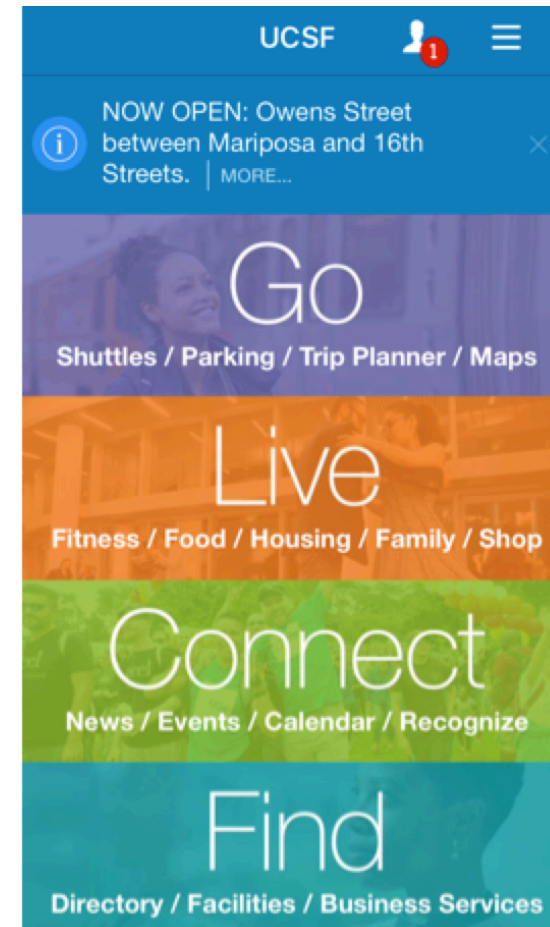 UCSF
1
NOW OPEN: Owens Street
between Mariposa and 16th
Streets. | MORE...
Go
Shuttles / Parking / Trip Planner / Maps
Live
Fitness / Food / Housing / Family / Shop
Connect
News / Events / Calendar / Recognize
Find
Directory / Facilities / Business Services